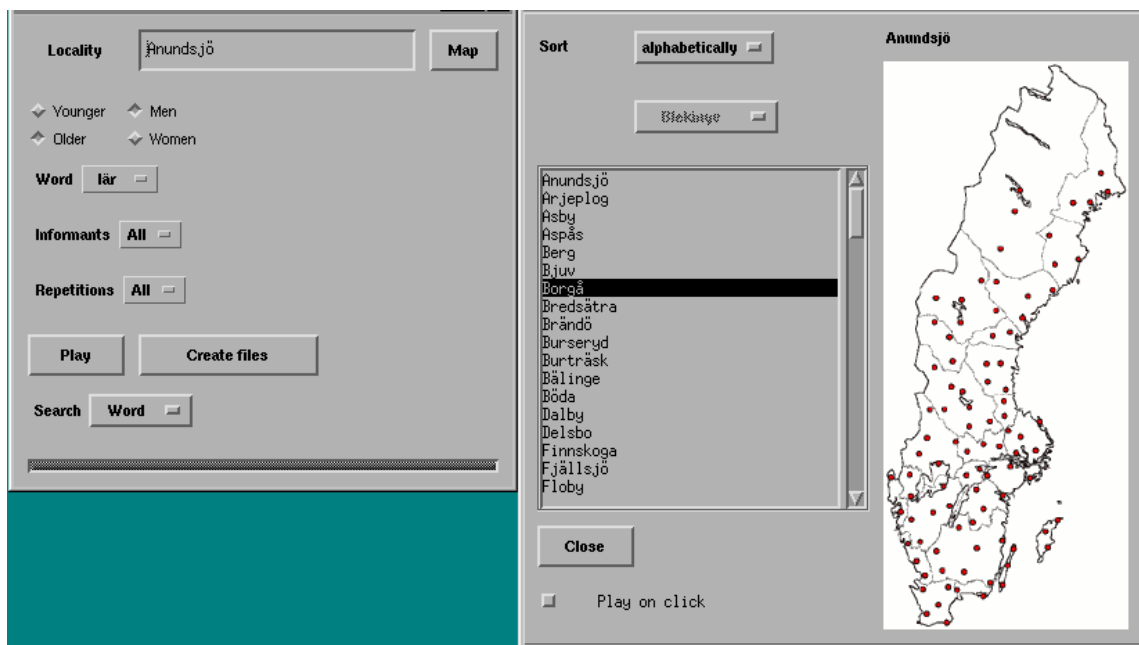 Locality Anundsjö Map
Younger Men
Older Women
Word lär
Informants All
Repetitions All
Play Create files
Search Word
Sort alphabetically
Blekinge
Anundsjö
Arjeplog
Asby
Aspås
Berg
Bjuv
Borgå
Bredsätra
Brändö
Burseryd
Burträsk
Bälinge
Böda
Dalby
Delsbo
Finnskoga
Fjällsjö
Floby
Close
Play on click
Anundsjö